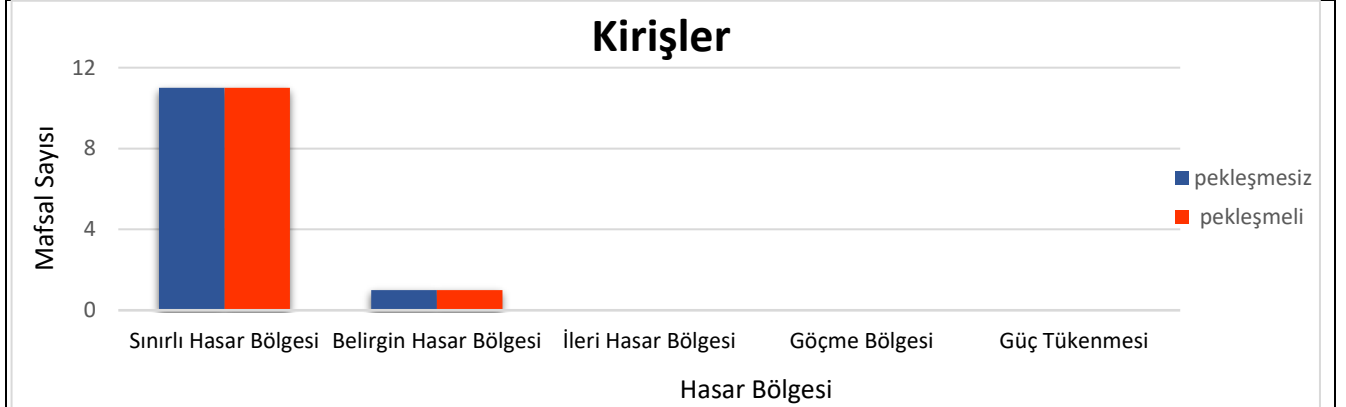 Kirişler
Mafsal Sayısı
12
8
4
0
Sınırlı Hasar Bölgesi Belirgin Hasar Bölgesi İleri Hasar Bölgesi Göçme Bölgesi Güç Tükenmesi
Hasar Bölgesi
pekleşmesiz
pekleşmeli